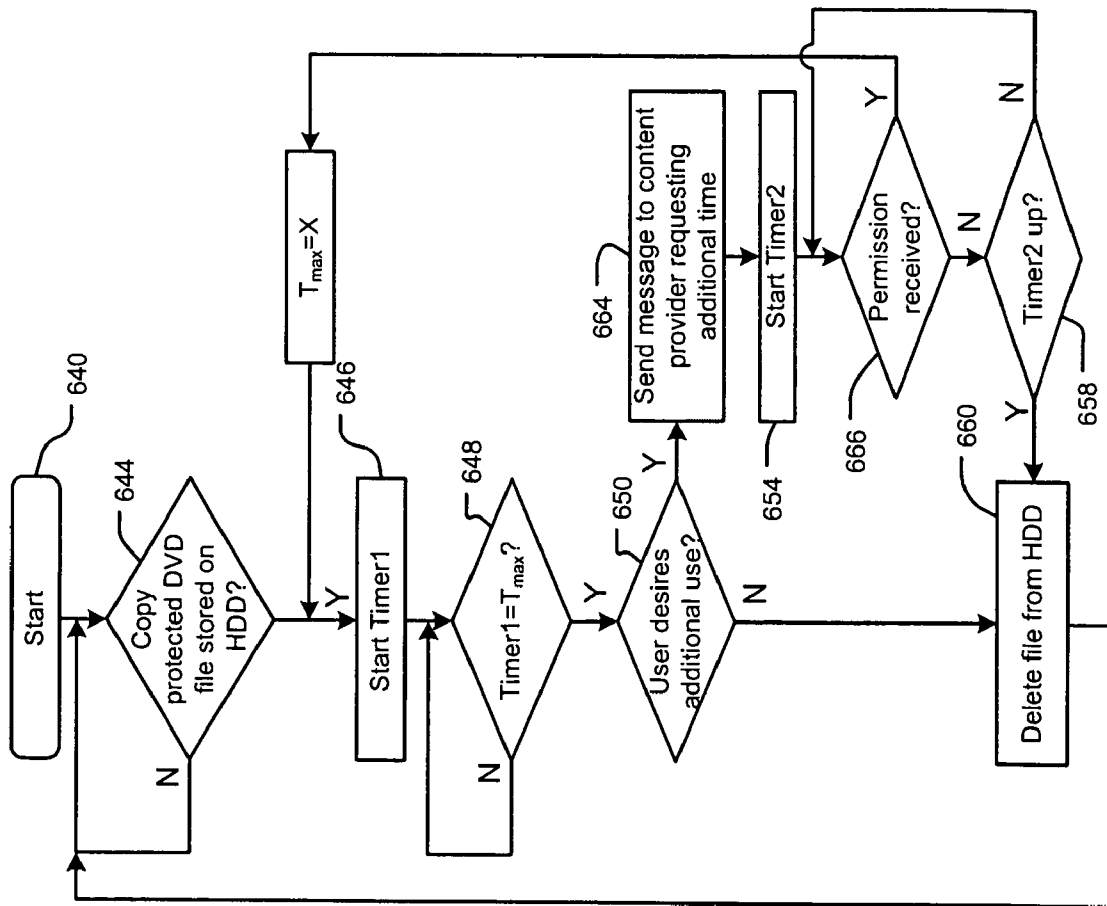 Start
640
644
Copy
protected DVD
file stored on
HDD?
N
Y
Tmax=X
646
Start Timer1
648
Timer1=Tmax?
N
Y
650
User desires
additional use?
Y
N
664
Send message to content
provider requesting
additional time
654
Start Timer2
666
Permission
received?
Y
N
658
Timer2 up?
N
Y
660
Delete file from HDD